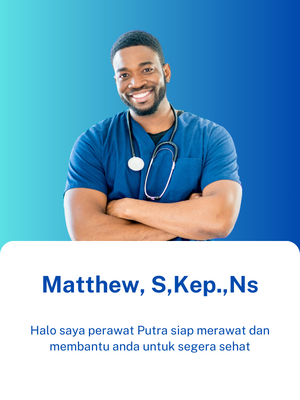 Matthew, S,Kep.,Ns
Halo saya perawat Putra siap merawat dan
membantu anda untuk segera sehat